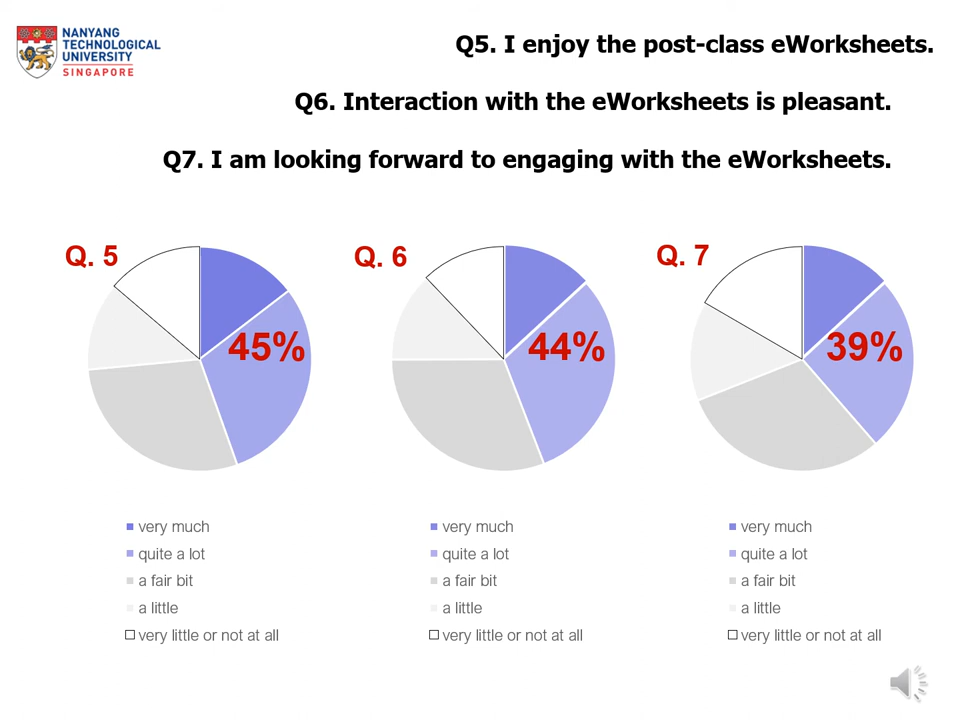 NANYANG
TECHNOLOGICAL
UNIVERSITY
SINGAPORE
Q5. I enjoy the post-class eWorksheets.
Q6. Interaction with the eWorksheets is pleasant.
Q7. I am looking forward to engaging with the eWorksheets.
Q. 5
45%
very much
quite a lot
a fair bit
a little
very little or not at all
Q. 6
44%
very much
quite a lot
a fair bit
a little
very little or not at all
Q. 7
39%
very much
quite a lot
a fair bit
a little
very little or not at all